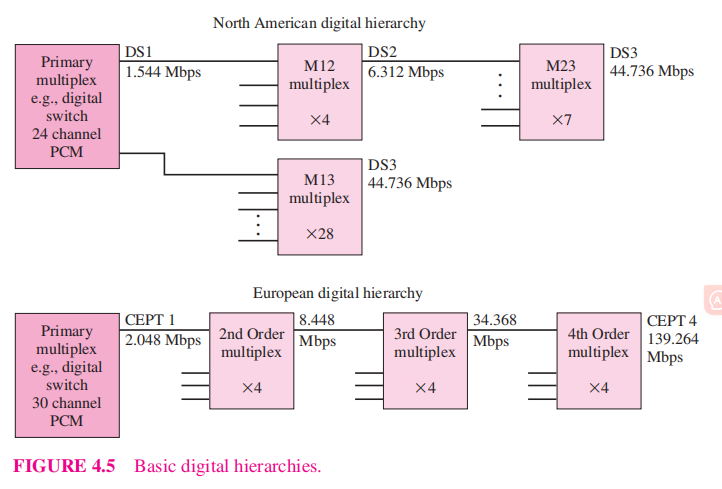 North American digital hierarchy
Primary
multiplex
e.g., digital
switch
24 channel
PCM
DS1
1.544 Mbps
M12
multiplex
×4
DS2
6.312 Mbps
M23
multiplex
×7
DS3
44.736 Mbps
M13
multiplex
×28
DS3
44.736 Mbps
European digital hierarchy
Primary
multiplex
e.g., digital
switch
30 channel
PCM
CEPT 1
2.048 Mbps
2nd Order
multiplex
×4
8.448
Mbps
3rd Order
multiplex
×4
34.368
Mbps
4th Order
multiplex
×4
CEPT 4
139.264
Mbps
FIGURE 4.5 Basic digital hierarchies.